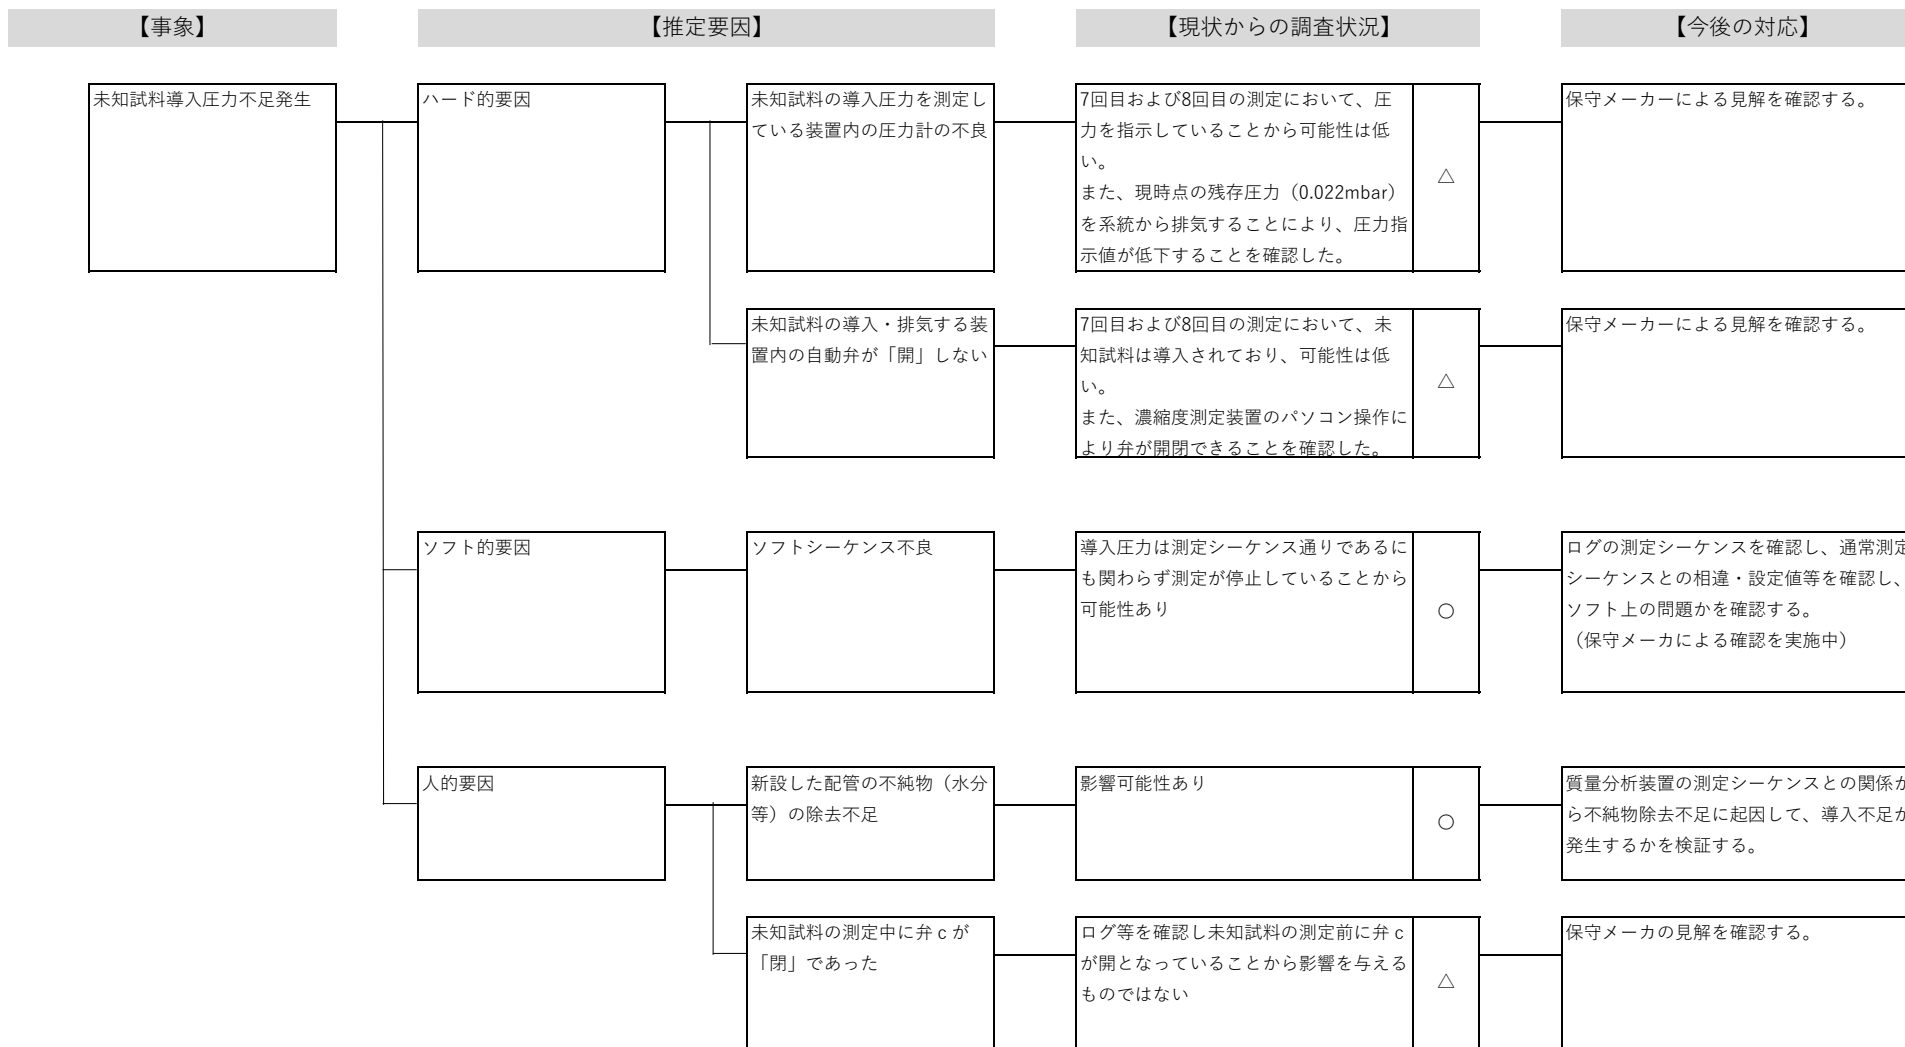 【事象】
【推定要因】
【現状からの調査状況】
【今後の対応】
未知試料導入圧力不足発生
ハード的要因
未知試料の導入圧力を測定し
ている装置内の圧力計の不良
7回目および8回目の測定において、圧
力を指示していることから可能性は低
い。
また、現時点の残存圧力（0.022mbar）
を系統から排気することにより、圧力指
示値が低下することを確認した。
△
保守メーカーによる見解を確認する。
未知試料の導入・排気する装
置内の自動弁が「開」しない
7回目および8回目の測定において、未
知試料は導入されており、可能性は低
い。
また、濃縮度測定装置のパソコン操作に
より弁が開閉できることを確認した。
△
保守メーカーによる見解を確認する。
ソフト的要因
ソフトシーケンス不良
導入圧力は測定シーケンス通りであるに
も関わらず測定が停止していることから
可能性あり
○
ログの測定シーケンスを確認し、通常測定
シーケンスとの相違・設定値等を確認し、
ソフト上の問題かを確認する。
（保守メーカによる確認を実施中）
人的要因
新設した配管の不純物（水分
等）の除去不足
影響可能性あり
○
質量分析装置の測定シーケンスとの関係か
ら不純物除去不足に起因して、導入不足が
発生するかを検証する。
未知試料の測定中に弁ｃが
「閉」であった
ログ等を確認し未知試料の測定前に弁ｃ
が開となっていることから影響を与える
ものではない
△
保守メーカの見解を確認する。